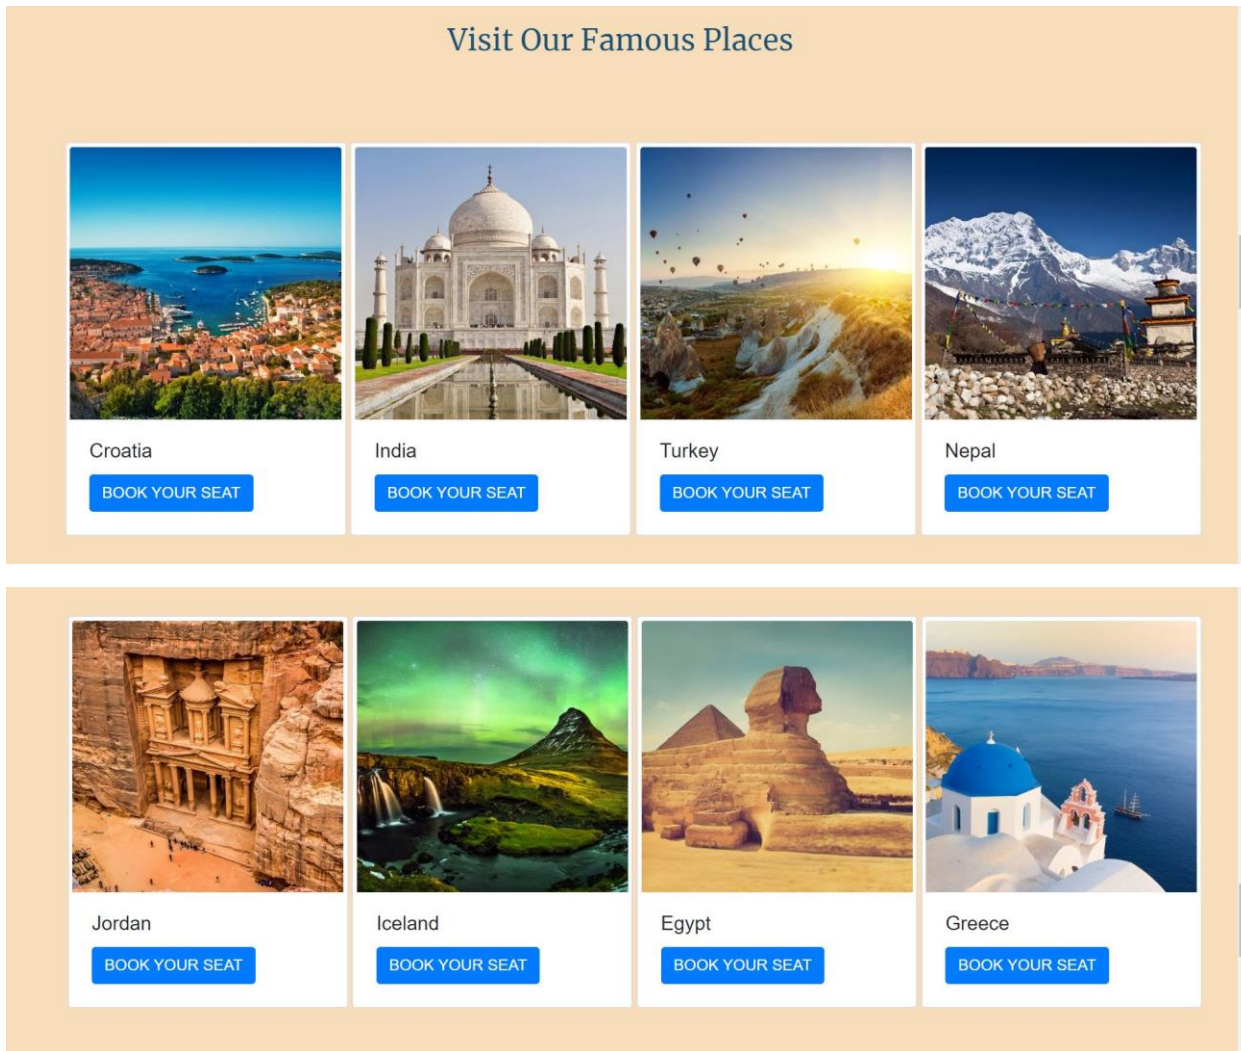 Visit Our Famous Places
Croatia
BOOK YOUR SEAT
India
BOOK YOUR SEAT
Turkey
BOOK YOUR SEAT
Nepal
BOOK YOUR SEAT
Jordan
BOOK YOUR SEAT
Iceland
BOOK YOUR SEAT
Egypt
BOOK YOUR SEAT
Greece
BOOK YOUR SEAT